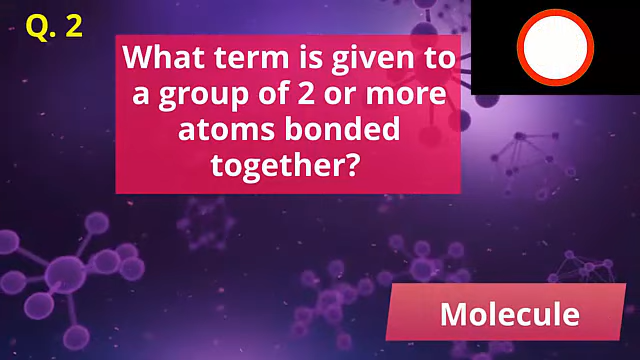 Q. 2
What term is given to
a group of 2 or more
atoms bonded
together?
Molecule